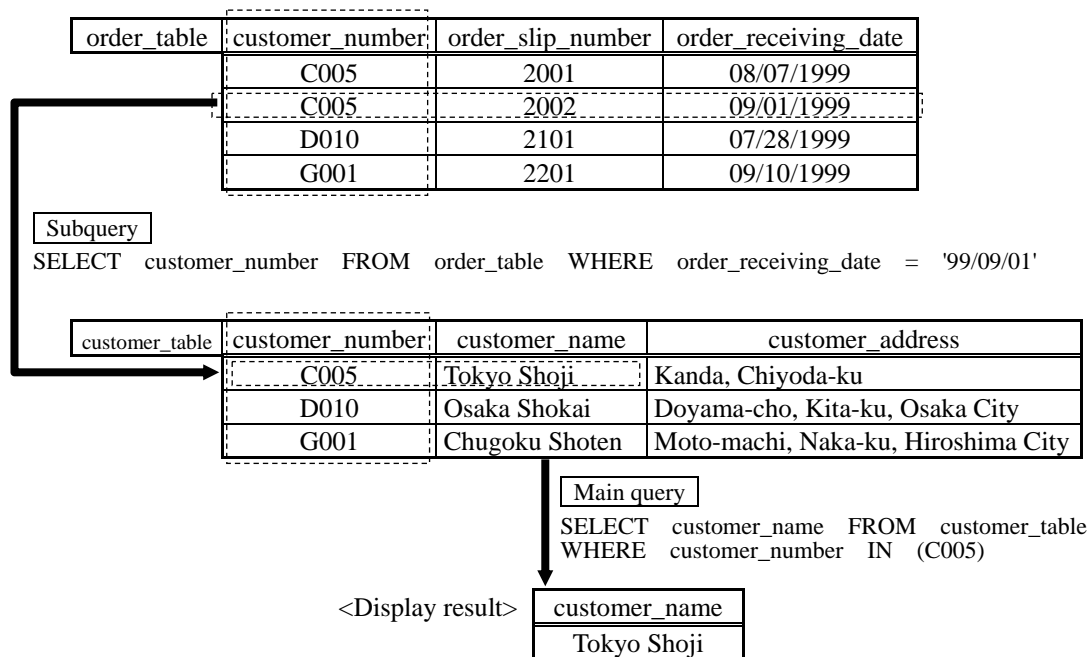 order_table customer_number order_slip_number order_receiving_date
C005 2001 08/07/1999
C005 2002 09/01/1999
D010 2101 07/28/1999
G001 2201 09/10/1999
Subquery
SELECT customer_number FROM order_table WHERE order_receiving_date = '99/09/01'
customer_table customer_number customer_name customer_address
C005 Tokyo Shoji Kanda, Chiyoda-ku
D010 Osaka Shokai Doyama-cho, Kita-ku, Osaka City
G001 Chugoku Shoten Moto-machi, Naka-ku, Hiroshima City
Main query
SELECT customer_name FROM customer_table
WHERE customer_number IN (C005)
<Display result> customer_name
Tokyo Shoji